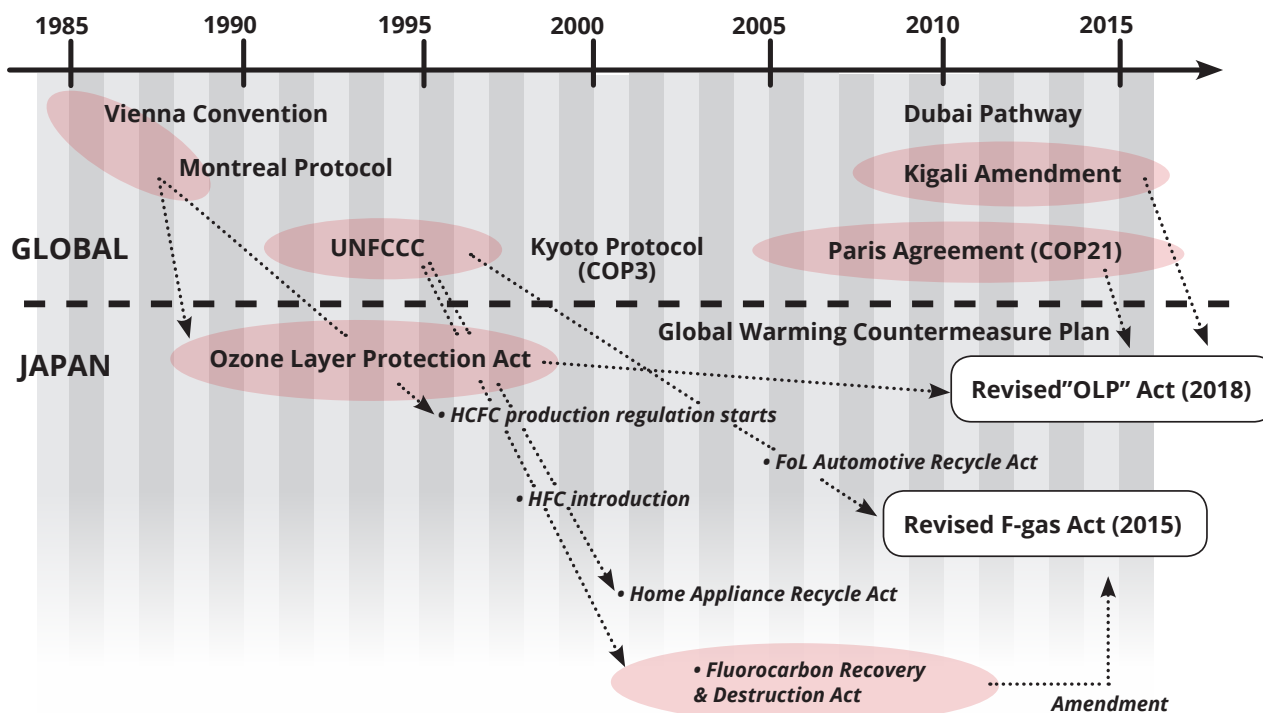 1985 1990 1995 2000 2005 2010 2015
Vienna Convention
Dubai Pathway
Montreal Protocol
Kigali Amendment
GLOBAL
UNFCCC
Kyoto Protocol
(COP3)
Paris Agreement (COP21)
Global Warming Countermeasure Plan
JAPAN
Ozone Layer Protection Act
Revised”OLP” Act (2018)
• HCFC production regulation starts
• FoL Automotive Recycle Act
• HFC introduction
Revised F-gas Act (2015)
• Home Appliance Recycle Act
• Fluorocarbon Recovery
& Destruction Act
Amendment